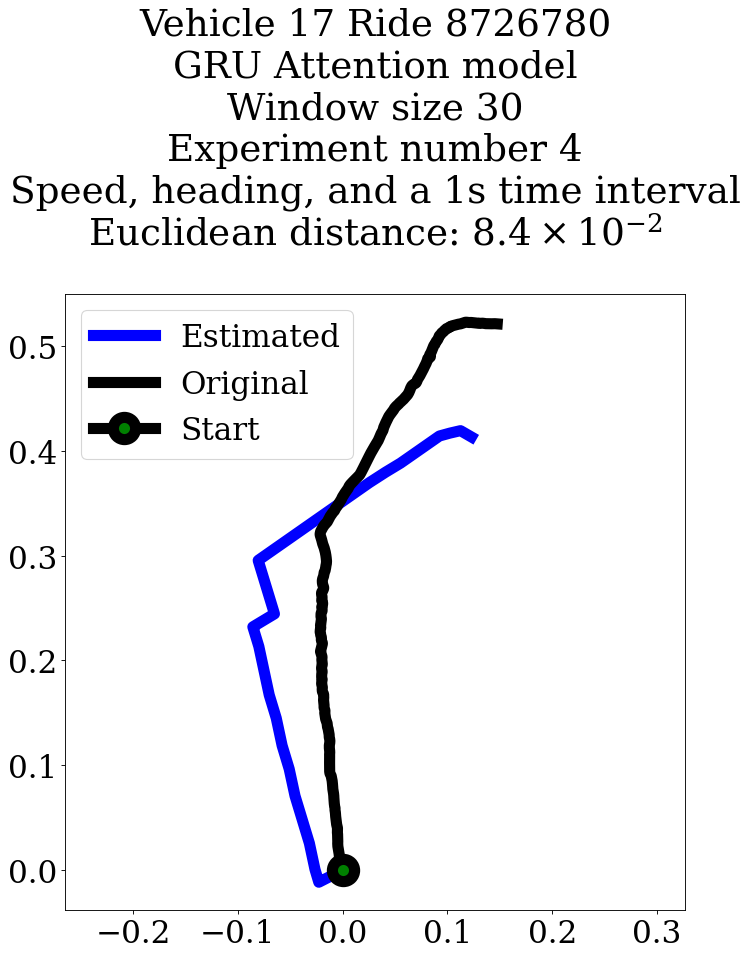 Vehicle 17 Ride 8726780
GRU Attention model
Window size 30
Experiment number 4
Speed, heading, and a 1s time interval
Euclidean distance: 8.4 × 10⁻²
Estimated
Original
Start
0.5
0.4
0.3
0.2
0.1
0.0
−0.2 −0.1 0.0 0.1 0.2 0.3